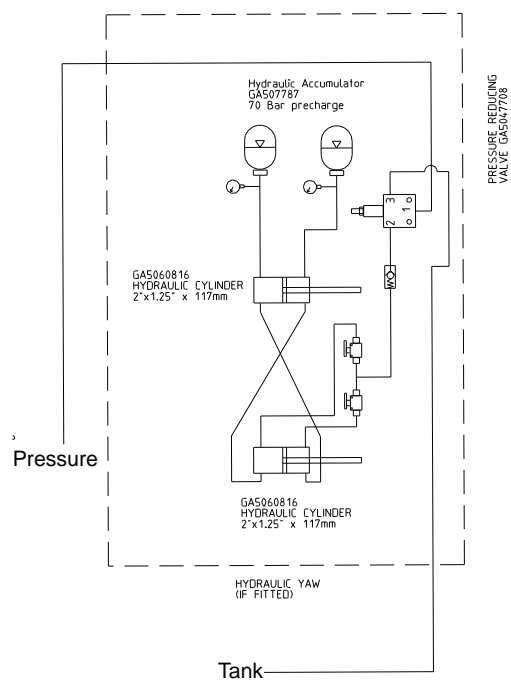 Hydraulic Accumulator
GA507787
70 Bar precharge
PRESSURE REDUCING
VALVE GA5047708
3
1
2
GA5060816
HYDRAULIC CYLINDER
2"x1.25" x 117mm
Pressure
GA5060816
HYDRAULIC CYLINDER
2"x1.25" x 117mm
HYDRAULIC YAW
(IF FITTED)
Tank